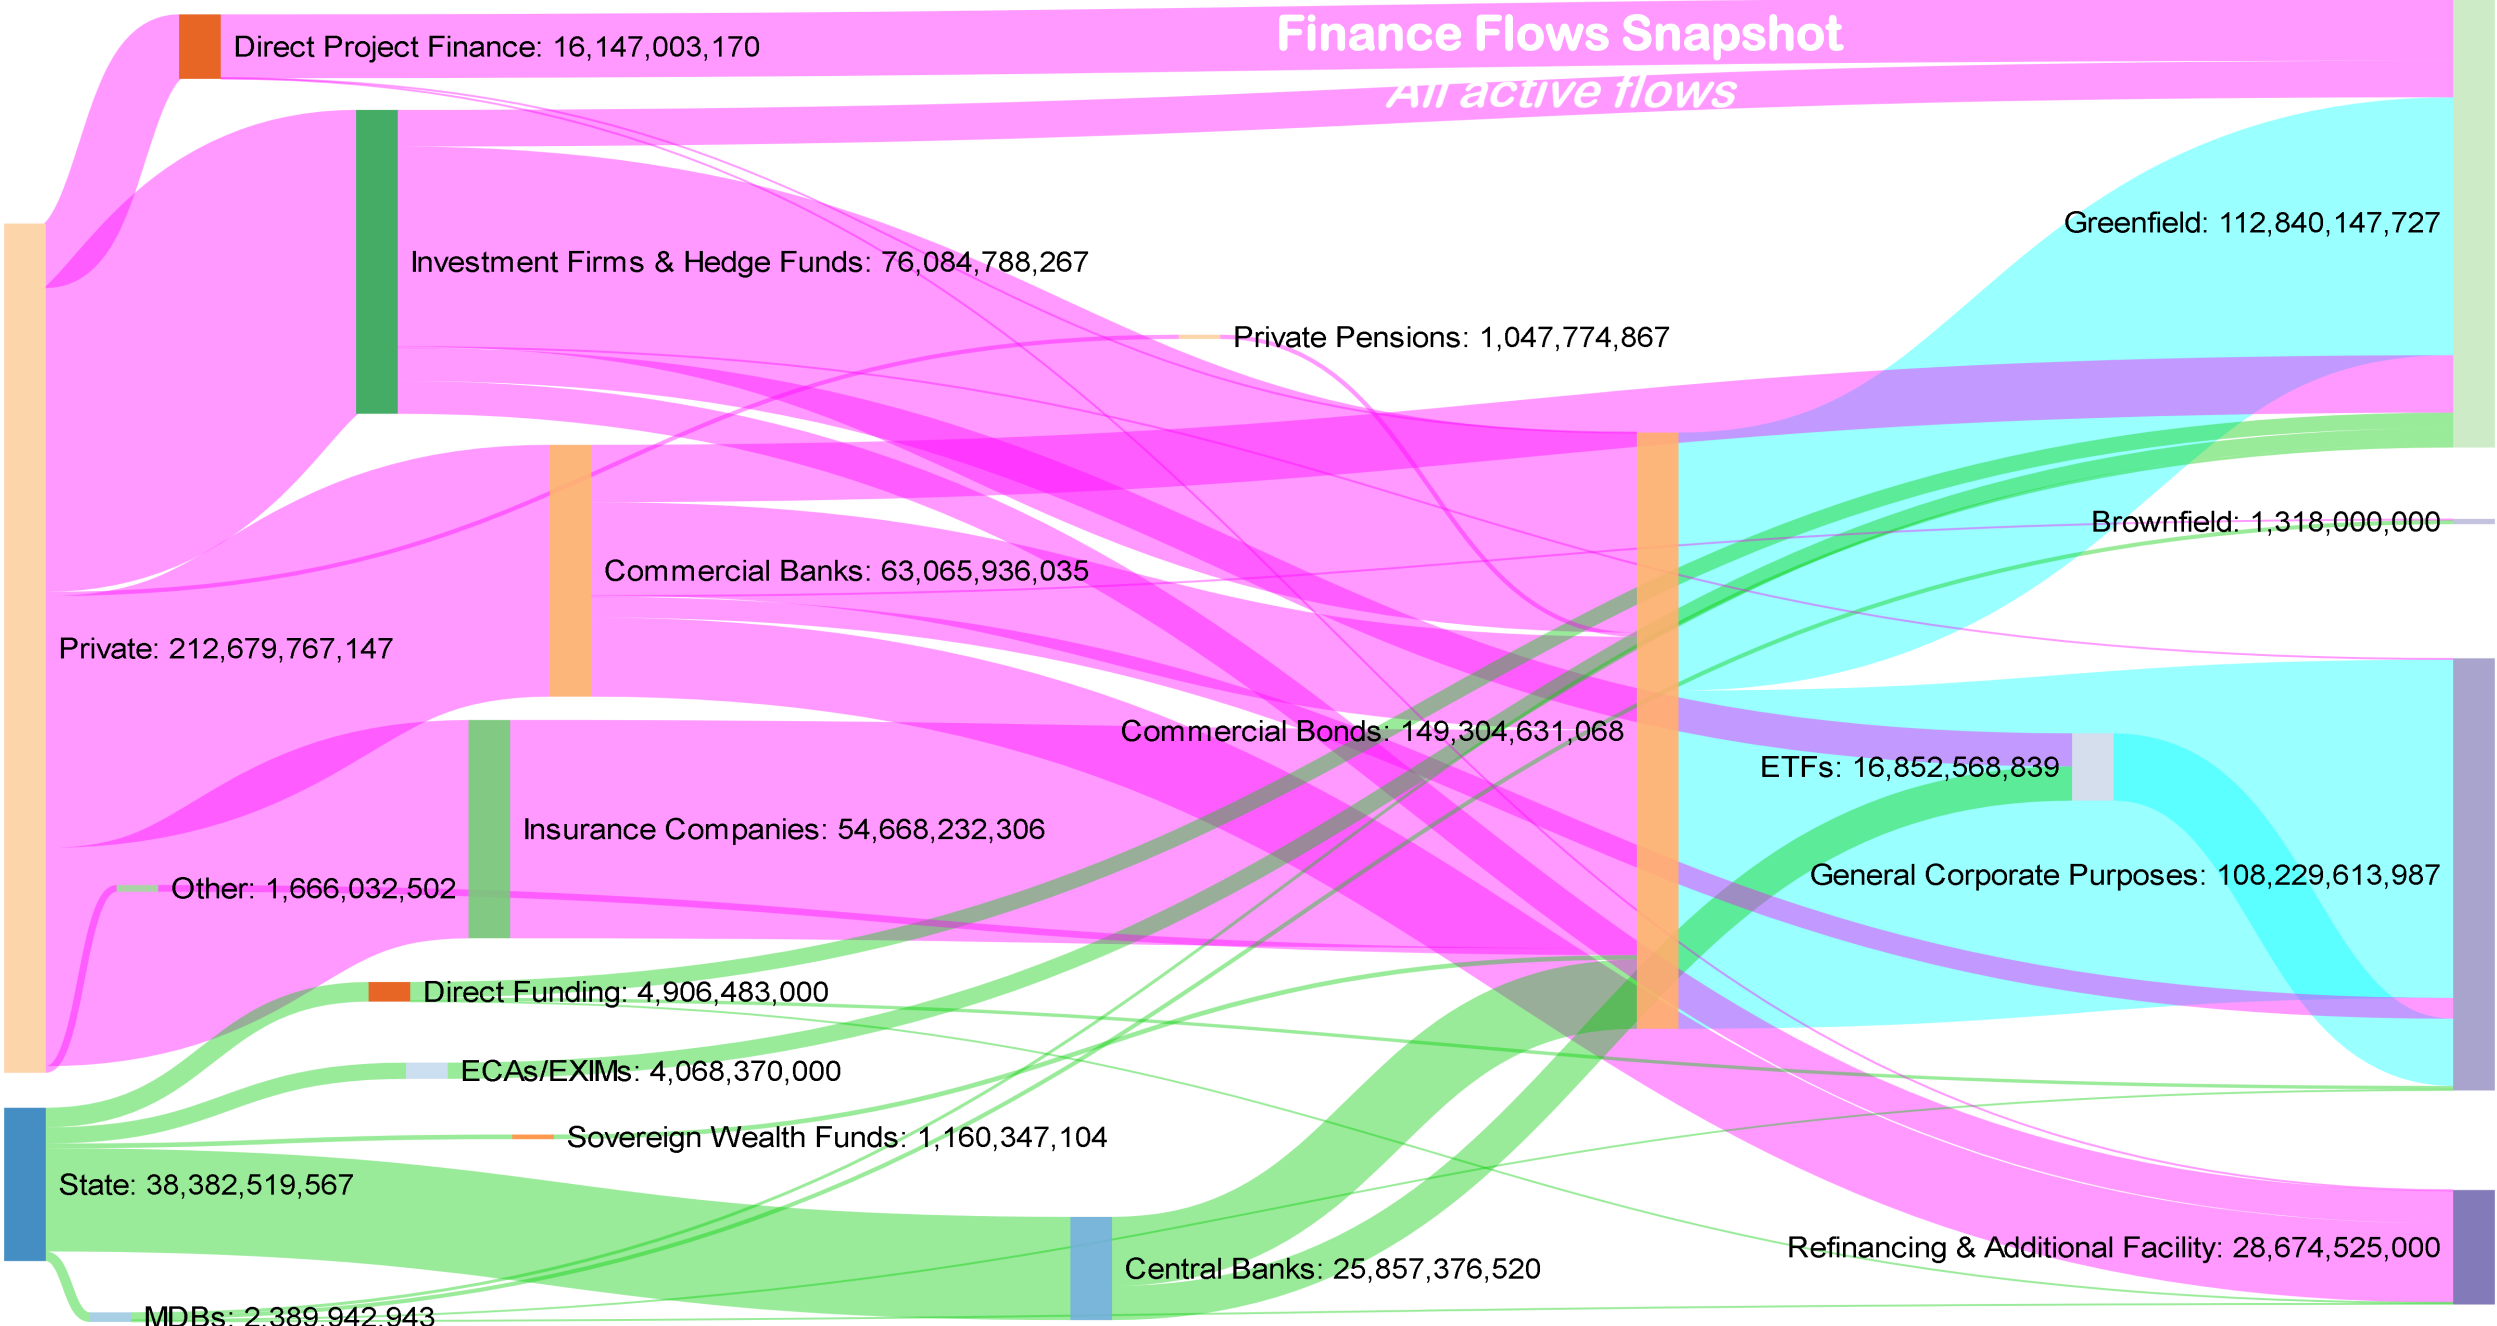 Finance Flows Snapshot
All active flows
Direct Project Finance: 16,147,003,170
Greenfield: 112,840,147,727
Investment Firms & Hedge Funds: 76,084,788,267
Private Pensions: 1,047,774,867
Brownfield: 1,318,000,000
Commercial Banks: 63,065,936,035
Private: 212,679,767,147
Commercial Bonds: 149,304,631,068
ETFs: 16,852,568,839
Insurance Companies: 54,668,232,306
General Corporate Purposes: 108,229,613,987
Other: 1,666,032,502
Direct Funding: 4,906,483,000
ECAs/EXIMs: 4,068,370,000
Sovereign Wealth Funds: 1,160,347,104
State: 38,382,519,567
Refinancing & Additional Facility: 28,674,525,000
Central Banks: 25,857,376,520
MDBs: 2,389,942,943